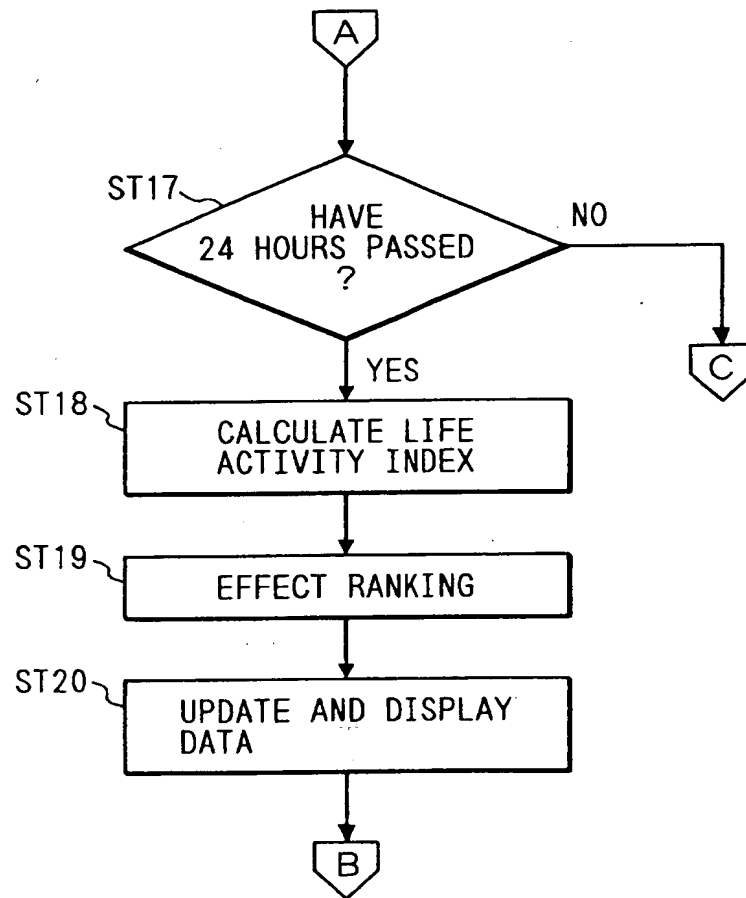 A
ST17
HAVE
24 HOURS PASSED
?
NO
C
YES
ST18
CALCULATE LIFE
ACTIVITY INDEX
ST19
EFFECT RANKING
ST20
UPDATE AND DISPLAY
DATA
B